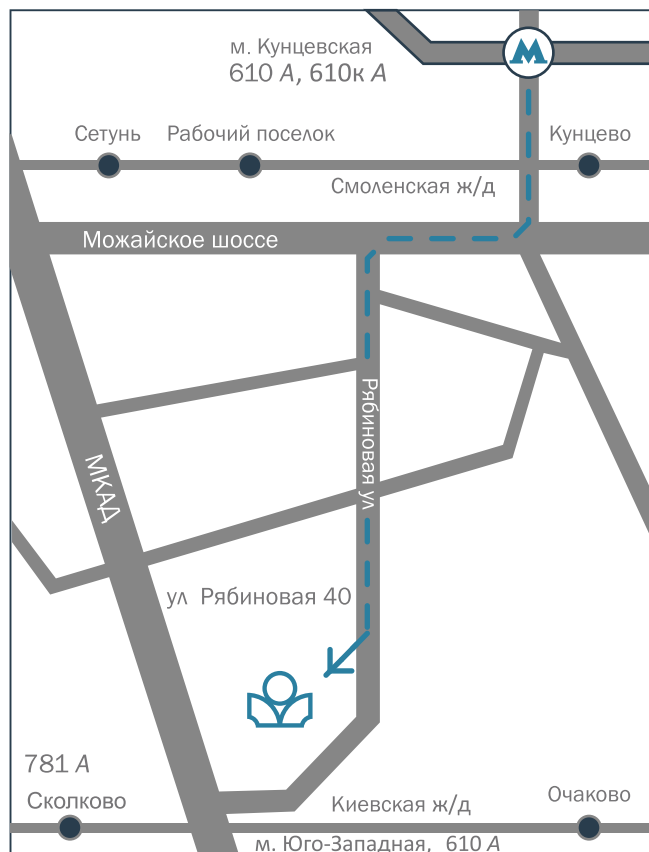 м. Кунцевская
610 А, 610к А
Сетунь
Рабочий поселок
Кунцево
Смоленская ж/д
Можайское шоссе
Рябиновая ул
МКАД
ул Рябиновая 40
781 А
Сколково
Киевская ж/д
Очаково
м. Юго-Западная, 610 А